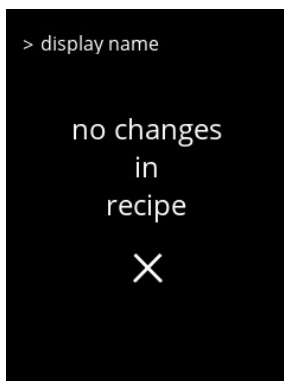 > display name
no changes
in
recipe